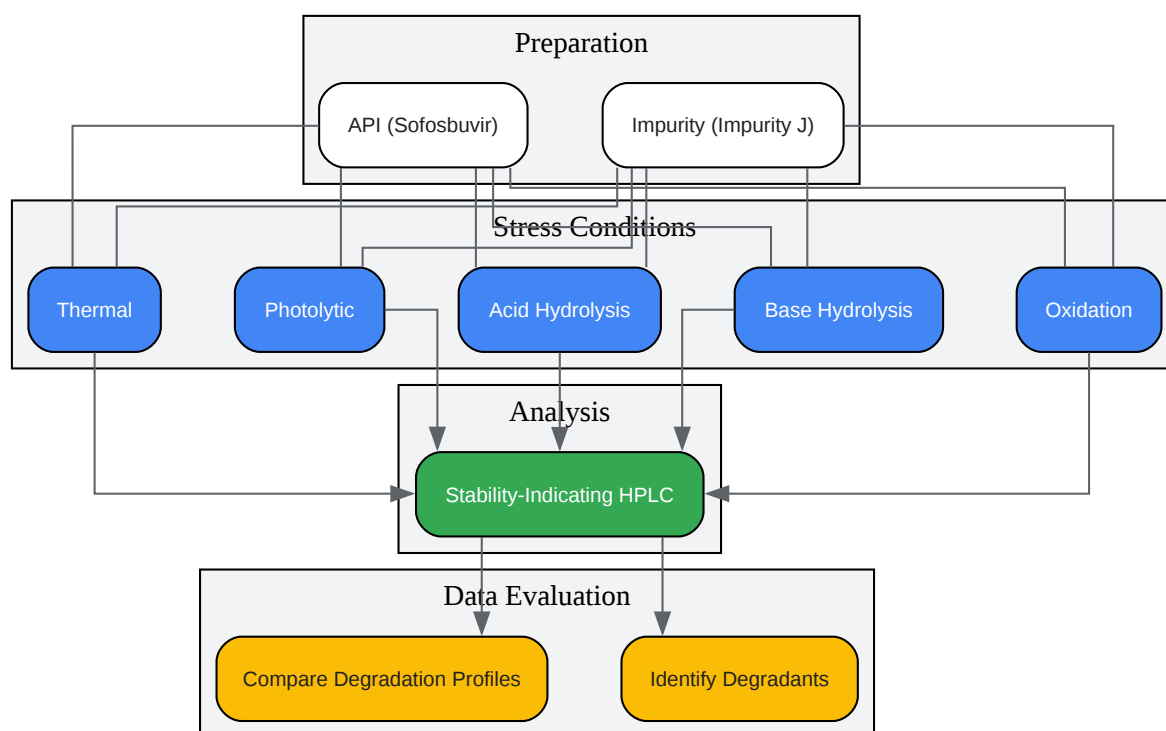 Preparation
API (Sofosbuvir)
Impurity (Impurity J)
Stress Conditions
Thermal
Photolytic
Acid Hydrolysis
Base Hydrolysis
Oxidation
Analysis
Stability-Indicating HPLC
Data Evaluation
Compare Degradation Profiles
Identify Degradants